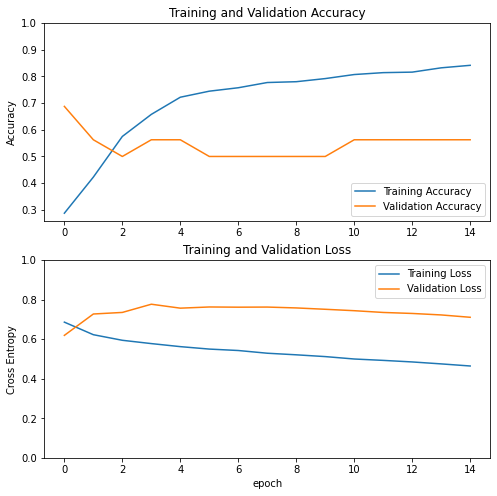 Training and Validation Accuracy
1.0
0.9
0.8
0.7
0.6
0.5
0.4
0.3
Accuracy
Training Accuracy
Validation Accuracy
0 2 4 6 8 10 12 14
Training and Validation Loss
1.0
0.8
0.6
0.4
0.2
0.0
Cross Entropy
Training Loss
Validation Loss
0 2 4 6 8 10 12 14
epoch